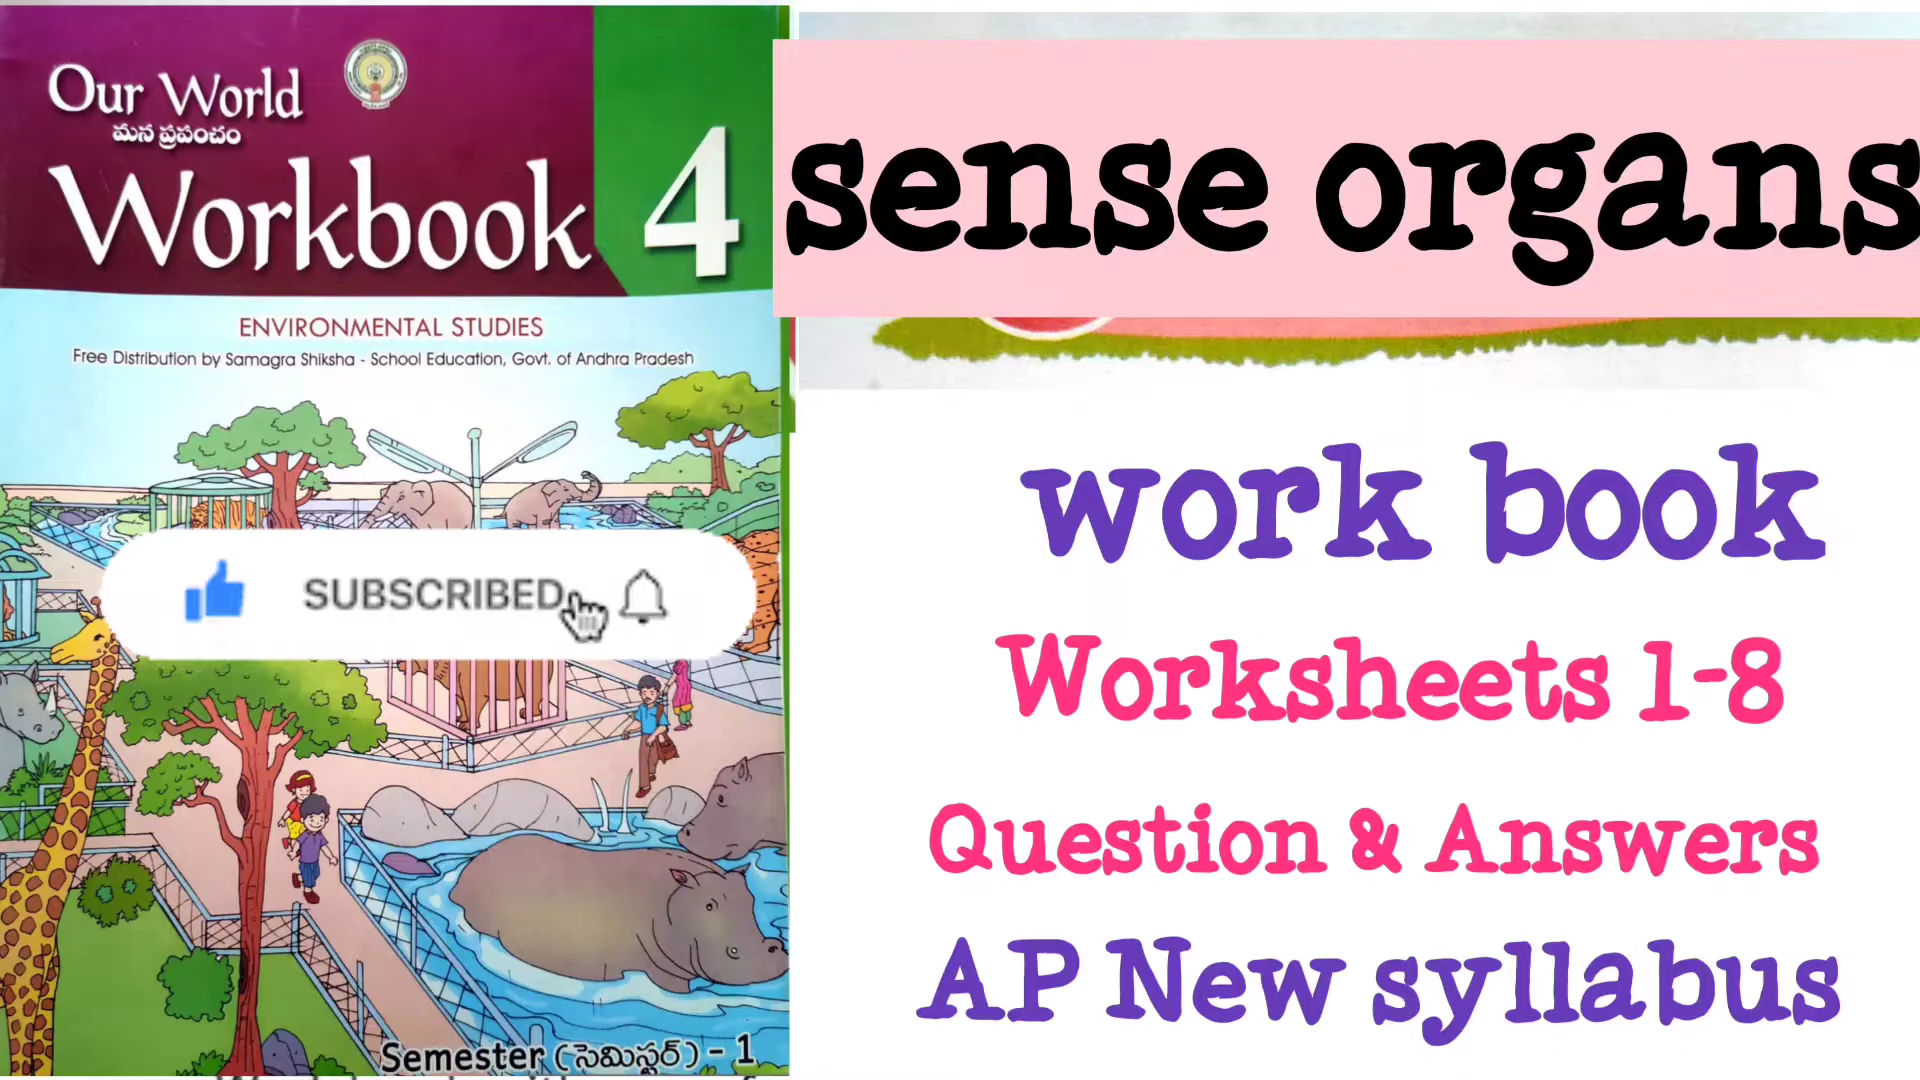 Our World
మన ప్రపంచం
Workbook 4
ENVIRONMENTAL STUDIES
Free Distribution by Samagra Shiksha - School Education, Govt. of Andhra Pradesh
SUBSCRIBED
Semester (సెమిస్టర్) - 1
sense organs
work book
Worksheets 1-8
Question & Answers
AP New syllabus